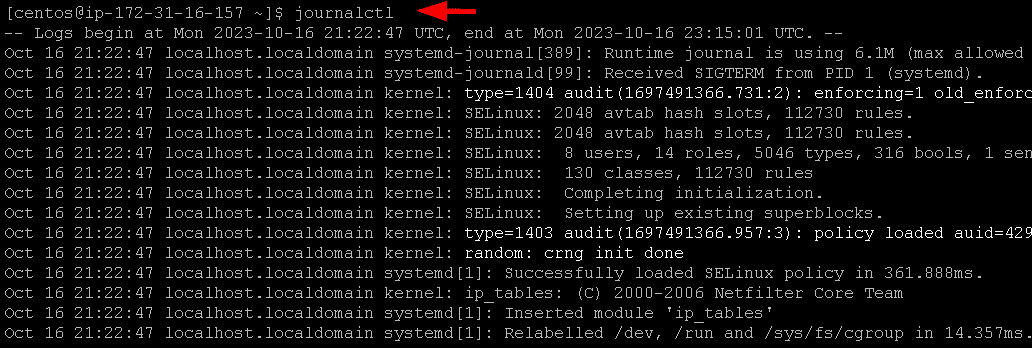 [centos@ip-172-31-16-157 ~]$ journalctl
-- Logs begin at Mon 2023-10-16 21:22:47 UTC, end at Mon 2023-10-16 23:15:01 UTC. --
Oct 16 21:22:47 localhost.localdomain systemd-journal[389]: Runtime journal is using 6.1M (max allowed
Oct 16 21:22:47 localhost.localdomain systemd-journald[99]: Received SIGTERM from PID 1 (systemd).
Oct 16 21:22:47 localhost.localdomain kernel: type=1404 audit(1697491366.731:2): enforcing=1 old_enforc
Oct 16 21:22:47 localhost.localdomain kernel: SELinux: 2048 avtab hash slots, 112730 rules.
Oct 16 21:22:47 localhost.localdomain kernel: SELinux: 2048 avtab hash slots, 112730 rules.
Oct 16 21:22:47 localhost.localdomain kernel: SELinux:  8 users, 14 roles, 5046 types, 316 bools, 1 sen
Oct 16 21:22:47 localhost.localdomain kernel: SELinux:  130 classes, 112730 rules
Oct 16 21:22:47 localhost.localdomain kernel: SELinux:  Completing initialization.
Oct 16 21:22:47 localhost.localdomain kernel: SELinux:  Setting up existing superblocks.
Oct 16 21:22:47 localhost.localdomain kernel: type=1403 audit(1697491366.957:3): policy loaded auid=429
Oct 16 21:22:47 localhost.localdomain kernel: random: crng init done
Oct 16 21:22:47 localhost.localdomain systemd[1]: Successfully loaded SELinux policy in 361.888ms.
Oct 16 21:22:47 localhost.localdomain kernel: ip_tables: (C) 2000-2006 Netfilter Core Team
Oct 16 21:22:47 localhost.localdomain systemd[1]: Inserted module 'ip_tables'
Oct 16 21:22:47 localhost.localdomain systemd[1]: Relabelled /dev, /run and /sys/fs/cgroup in 14.357ms.